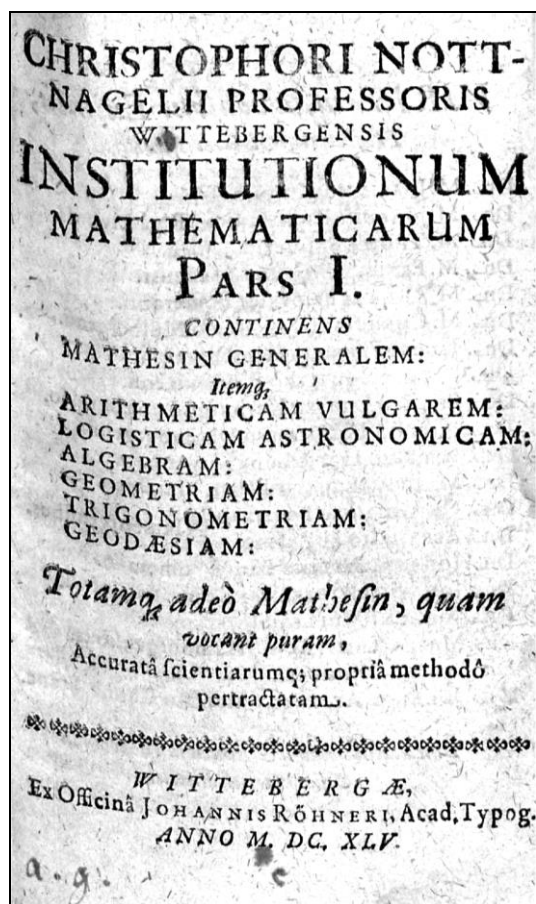 CHRISTOPHORI NOTT-
NAGELII PROFESSORIS
WITTEBERGENSIS
INSTITUTIONUM
MATHEMATICARUM
PARS I.
CONTINENS
MATHESIN GENERALEM:
Itemq́;
ARITHMETICAM VULGAREM:
LOGISTICAM ASTRONOMICAM:
ALGEBRAM:
GEOMETRIAM:
TRIGONOMETRIAM:
GEODÆSIAM:
Totamq́; adeò Mathesin, quam
vocant puram,
Accuratâ scientiarumq́; propriâ methodô
pertractatam.
WITTEBERGÆ,
Ex Officinâ JOHANNIS RÖHNERI, Acad. Typog.
ANNO M. DC. XLV.
a. g. c